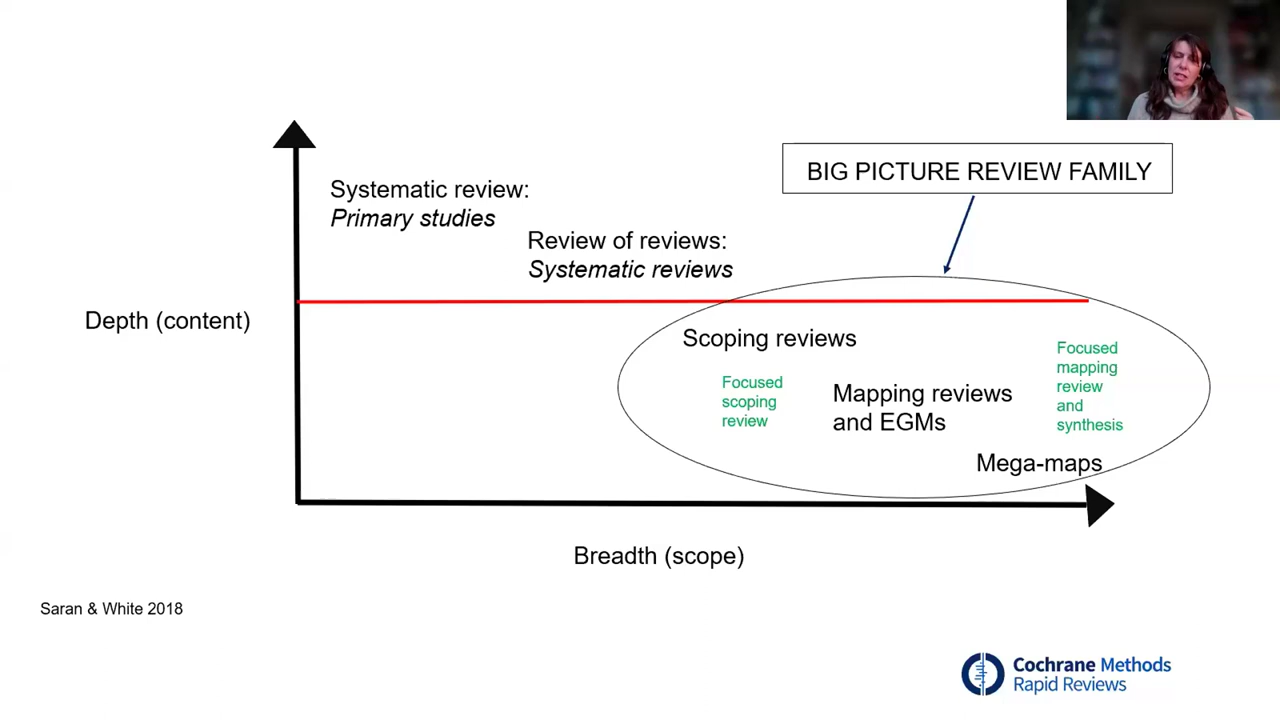 BIG PICTURE REVIEW FAMILY
Systematic review:
Primary studies
Review of reviews:
Systematic reviews
Depth (content)
Scoping reviews
Focused
scoping
review
Mapping reviews
and EGMs
Focused
mapping
review
and
synthesis
Mega-maps
Breadth (scope)
Saran & White 2018
Cochrane Methods
Rapid Reviews